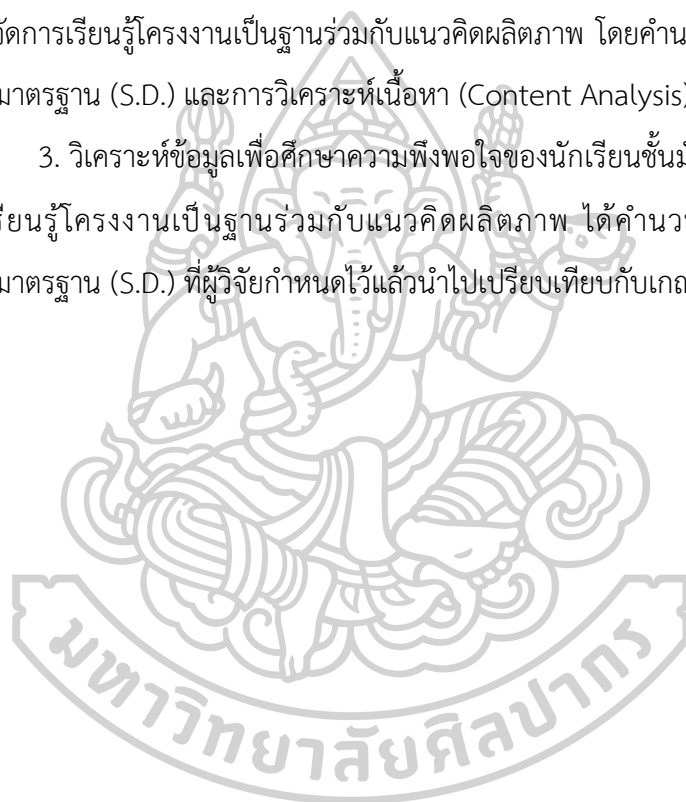 จัดการเรียนรู้โครงงานเป็นฐานร่วมกับแนวคิดผลิตภาพ โดยคำน
มาตรฐาน (S.D.) และการวิเคราะห์เนื้อหา (Content Analysis)
3. วิเคราะห์ข้อมูลเพื่อศึกษาความพึงพอใจของนักเรียนชั้นมั
รียนรู้โครงงานเป็นฐานร่วมกับแนวคิดผลิตภาพ ได้คำนว
มาตรฐาน (S.D.) ที่ผู้วิจัยกำหนดไว้แล้วนำไปเปรียบเทียบกับเกณ
มหาวิทยาลัยศิลปากร